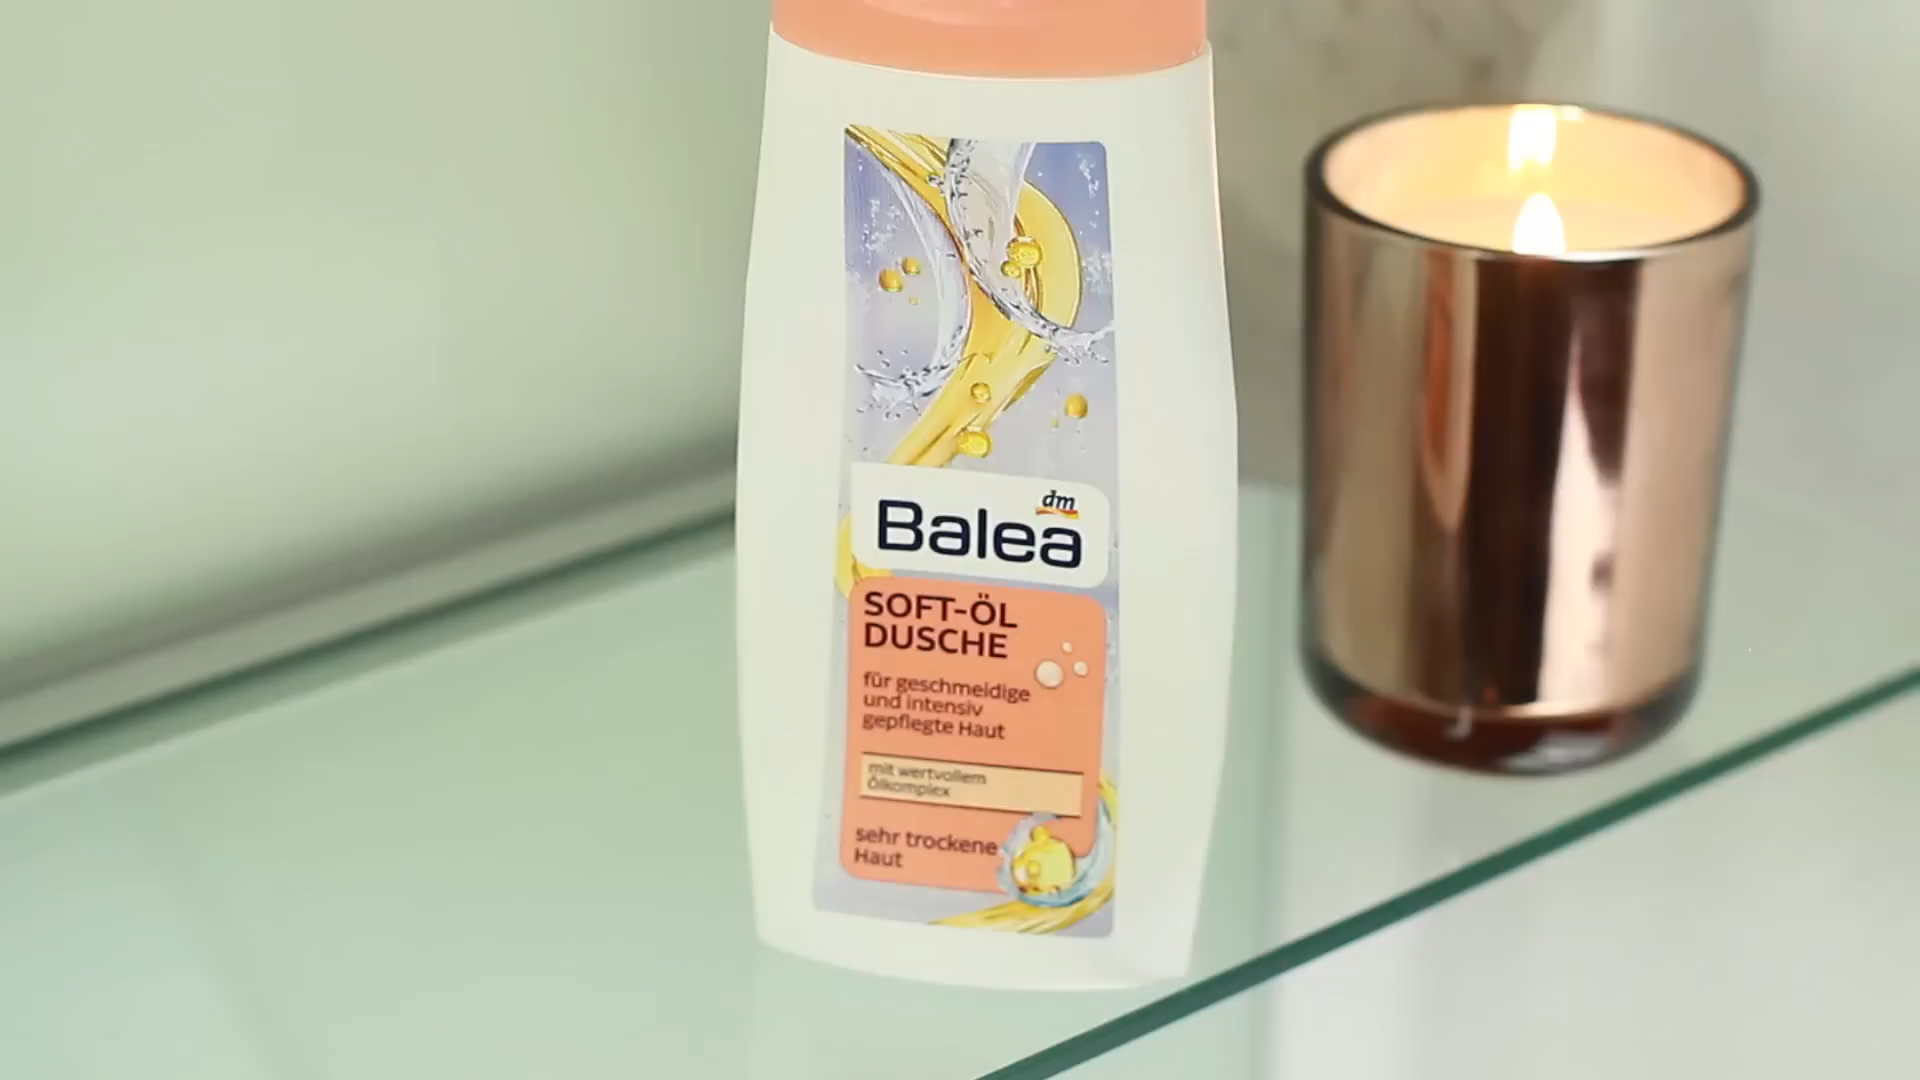 dm
Balea
SOFT-ÖL
DUSCHE
für geschmeidige
und intensiv
gepflegte Haut
mit wertvollem
Ölkomplex
sehr trockene
Haut